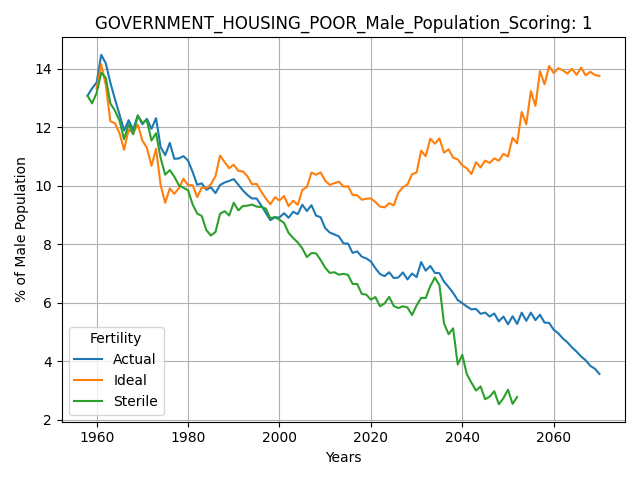 GOVERNMENT_HOUSING_POOR_Male_Population_Scoring: 1
% of Male Population
14
12
10
8
6
4
2
Fertility
Actual
Ideal
Sterile
1960 1980 2000 2020 2040 2060
Years